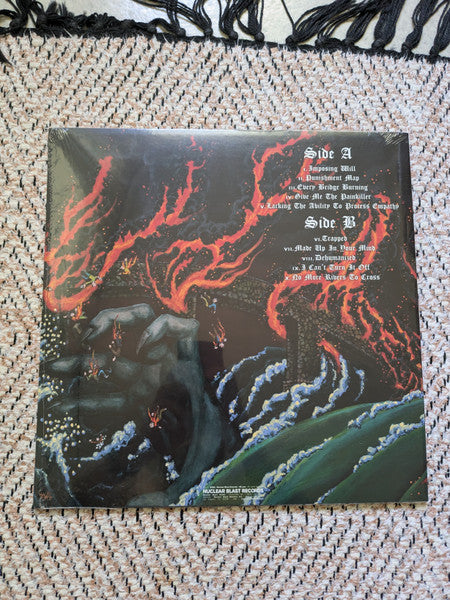 Side A
I.Imposing Will
II.Punishment Map
III.Every Bridge Burning
IV.Give Me The Painkiller
V.Lacking The Ability To Process Empathy
Side B
VI.Trapped
VII.Made Up In Your Mind
VIII.Dehumanized
IX.I Can't Turn It Off
X.No More Rivers To Cross
NUCLEAR BLAST RECORDS